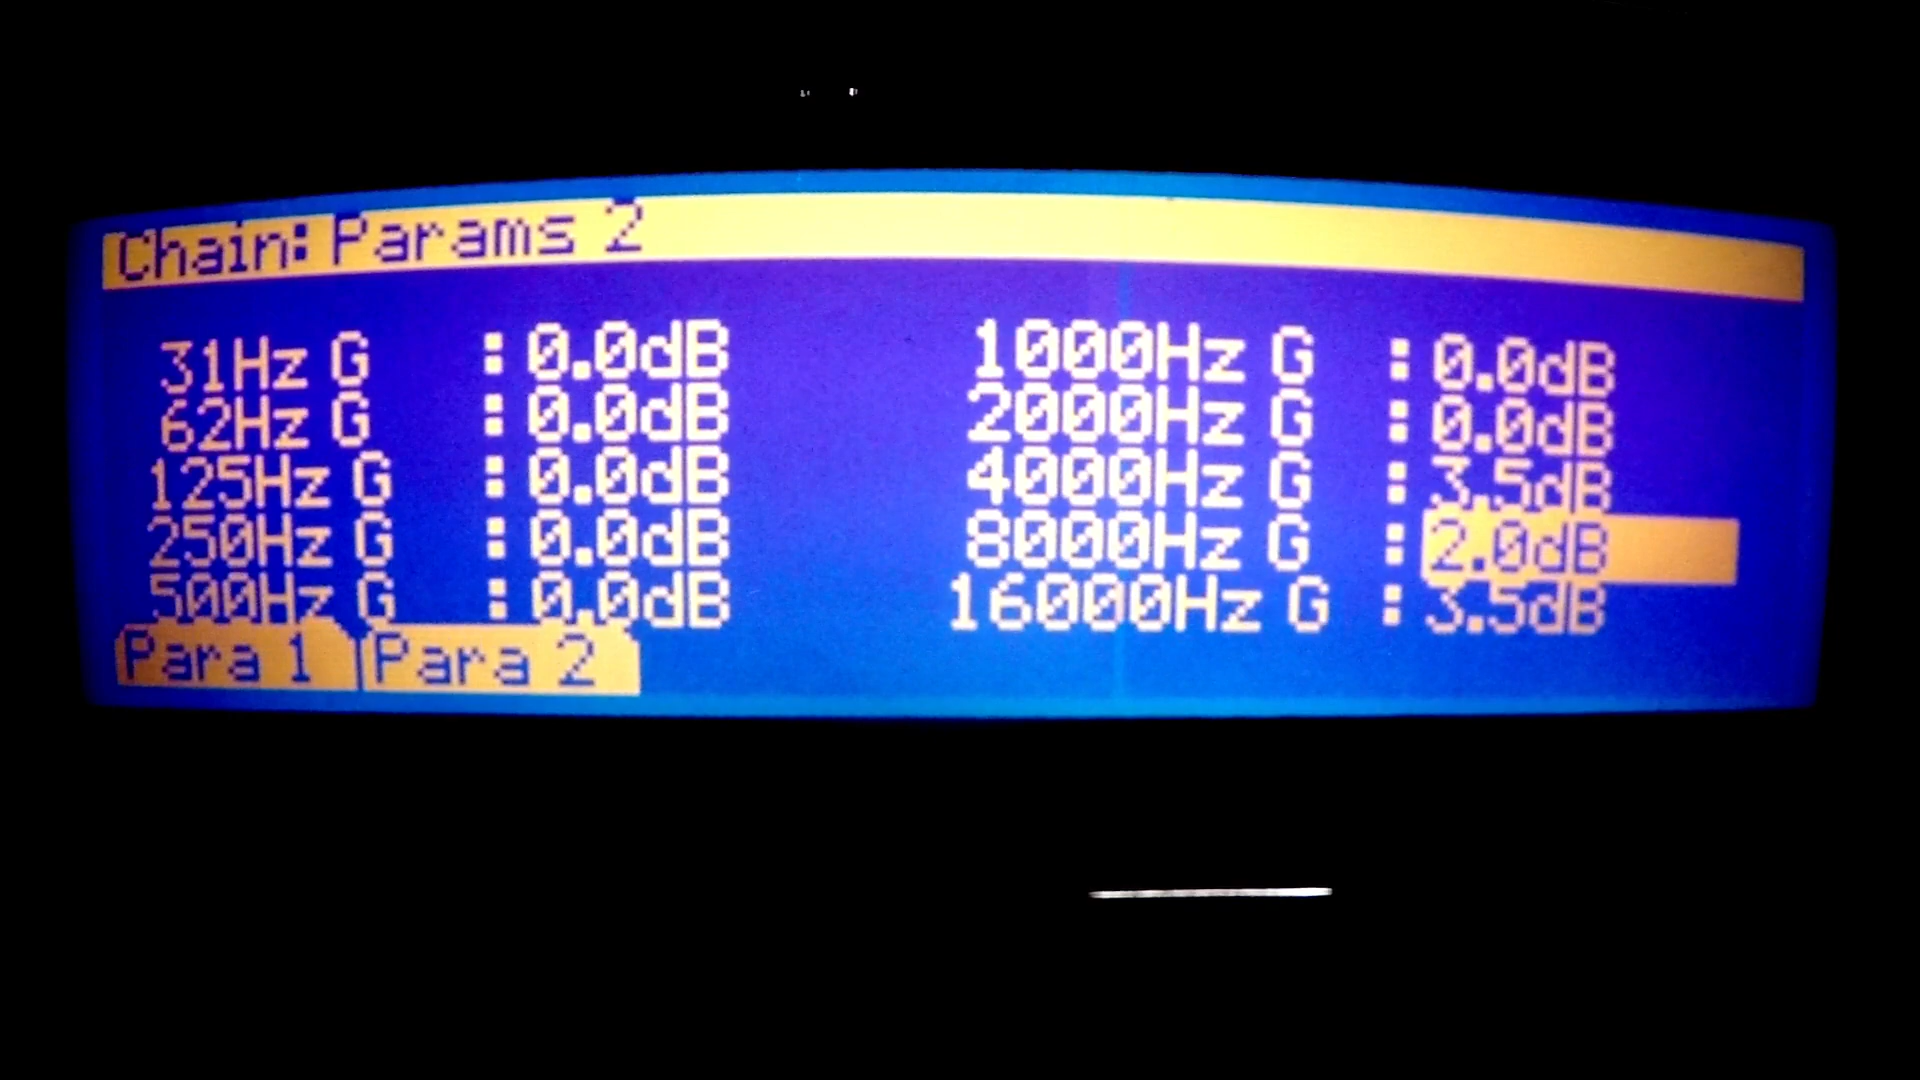 Chain: Params 2
31Hz G : 0.0dB 1000Hz G : 0.0dB
62Hz G : 0.0dB 2000Hz G : 0.0dB
125Hz G : 0.0dB 4000Hz G : 3.5dB
250Hz G : 0.0dB 8000Hz G : 2.0dB
500Hz G : 0.0dB 16000Hz G : 3.5dB
Para 1 Para 2